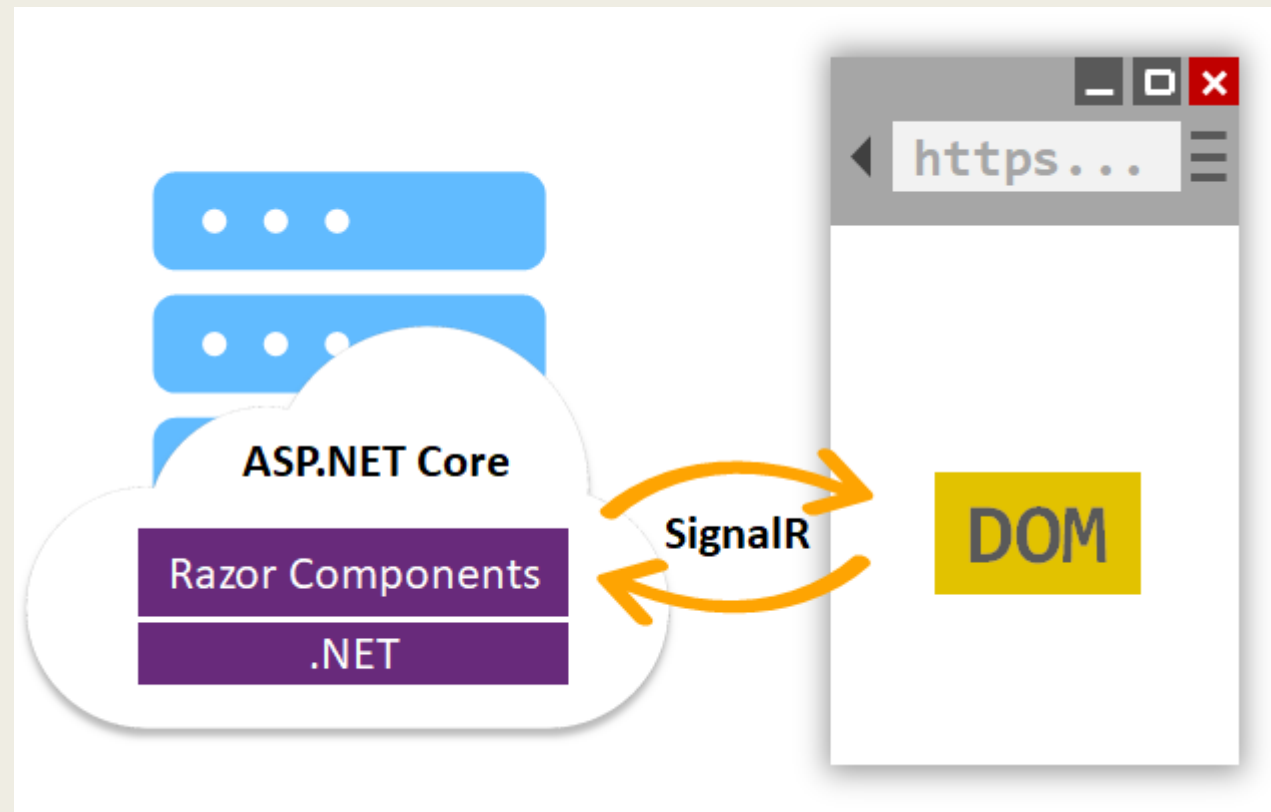 https...
ASP.NET Core
Razor Components
.NET
SignalR
DOM